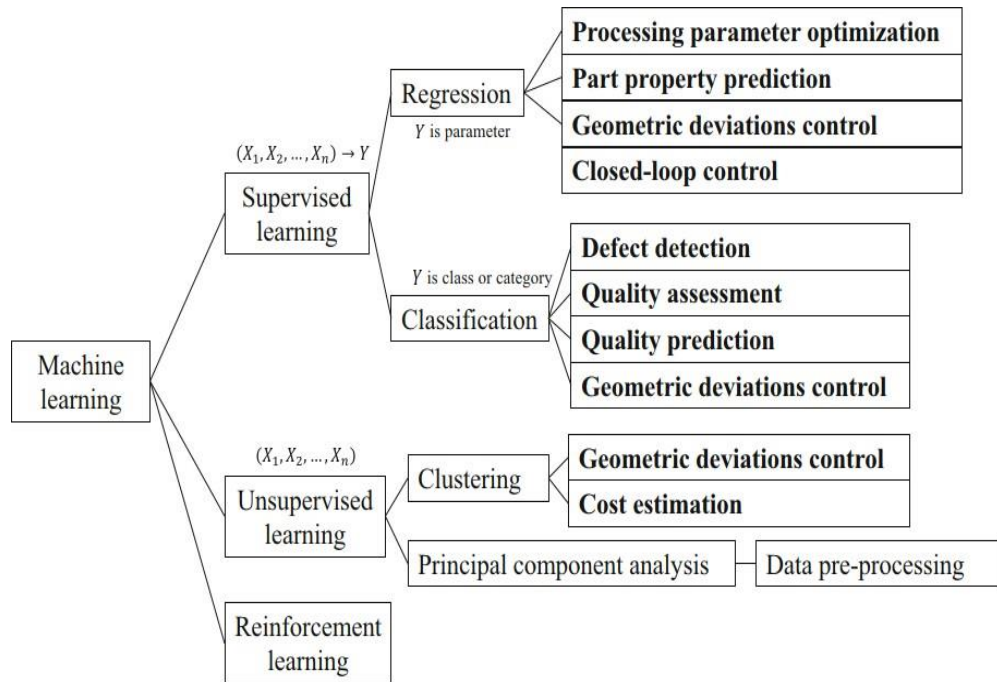 Processing parameter optimization
Part property prediction
Geometric deviations control
Closed-loop control
Regression
Y is parameter
(X₁, X₂, ..., Xₙ) → Y
Supervised
learning
Defect detection
Quality assessment
Quality prediction
Geometric deviations control
Y is class or category
Classification
Machine
learning
(X₁, X₂, ..., Xₙ)
Unsupervised
learning
Clustering
Geometric deviations control
Cost estimation
Principal component analysis
Data pre-processing
Reinforcement
learning